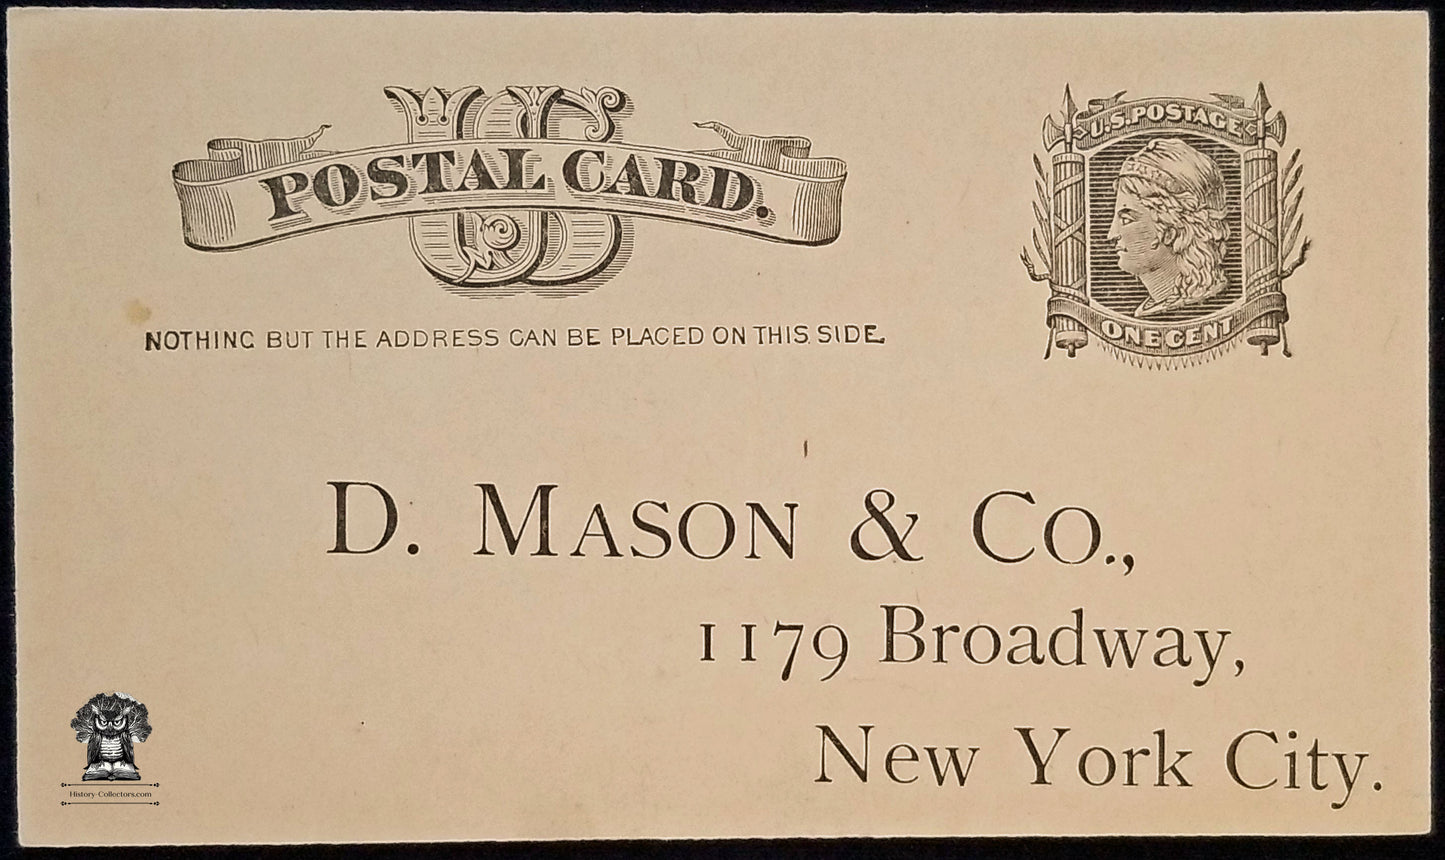 US
POSTAL CARD.
U.S. POSTAGE
ONE CENT
NOTHING BUT THE ADDRESS CAN BE PLACED ON THIS SIDE.
D. MASON & CO.,
1179 Broadway,
New York City.
History-Collectors.com